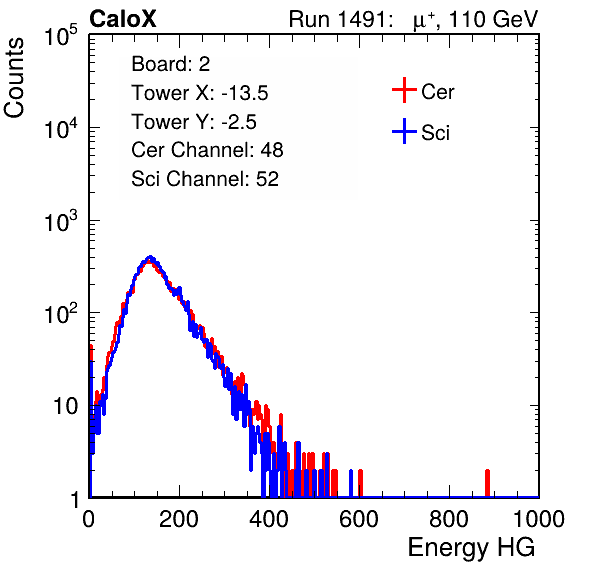 CaloX Run 1491: μ⁺, 110 GeV
Counts
Board: 2
Tower X: -13.5
Tower Y: -2.5
Cer Channel: 48
Sci Channel: 52
Cer
Sci
10⁵
10⁴
10³
10²
10
1
0 200 400 600 800 1000
Energy HG